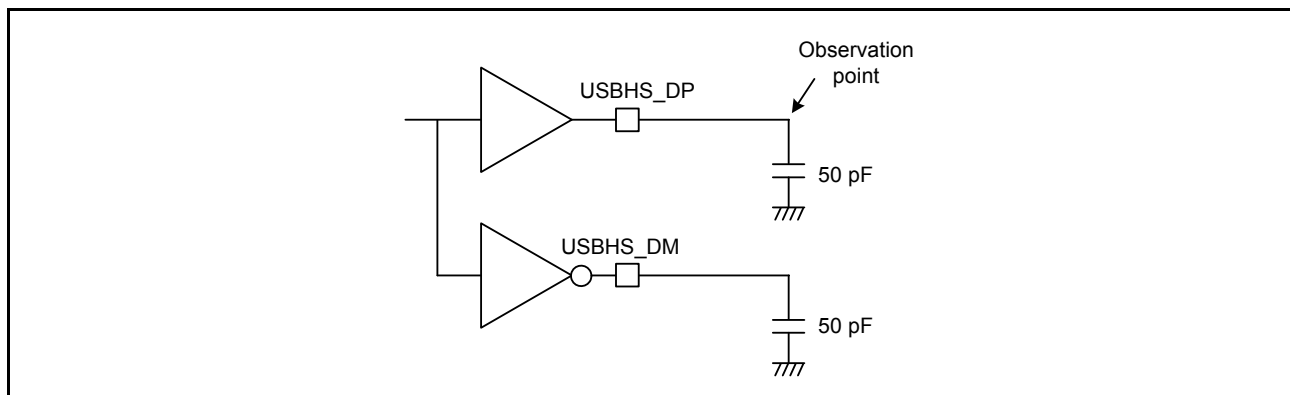 Observation
point
USBHS_DP
50 pF
USBHS_DM
50 pF